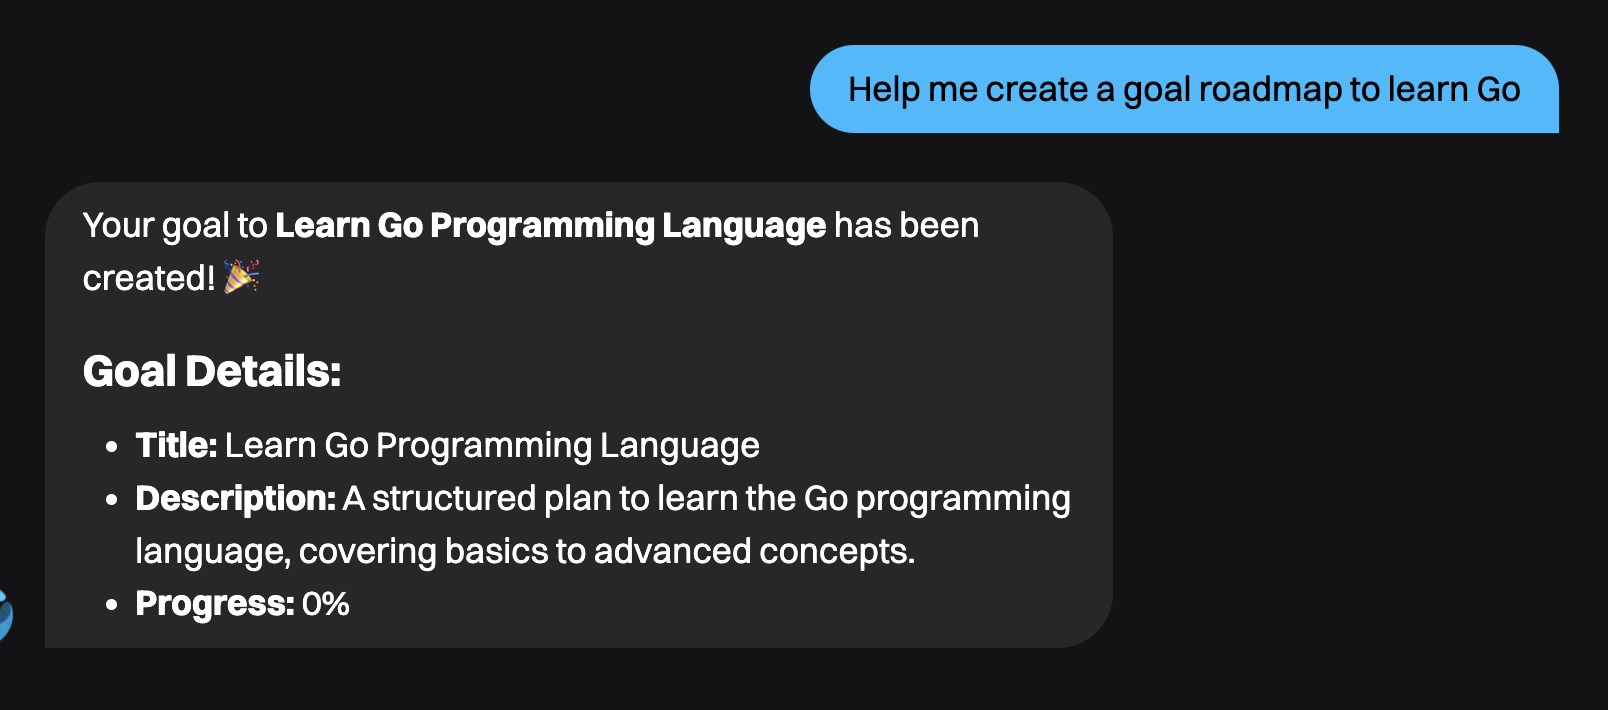 Help me create a goal roadmap to learn Go
Your goal to Learn Go Programming Language has been
created! 🎉
Goal Details:
• Title: Learn Go Programming Language
• Description: A structured plan to learn the Go programming
language, covering basics to advanced concepts.
• Progress: 0%